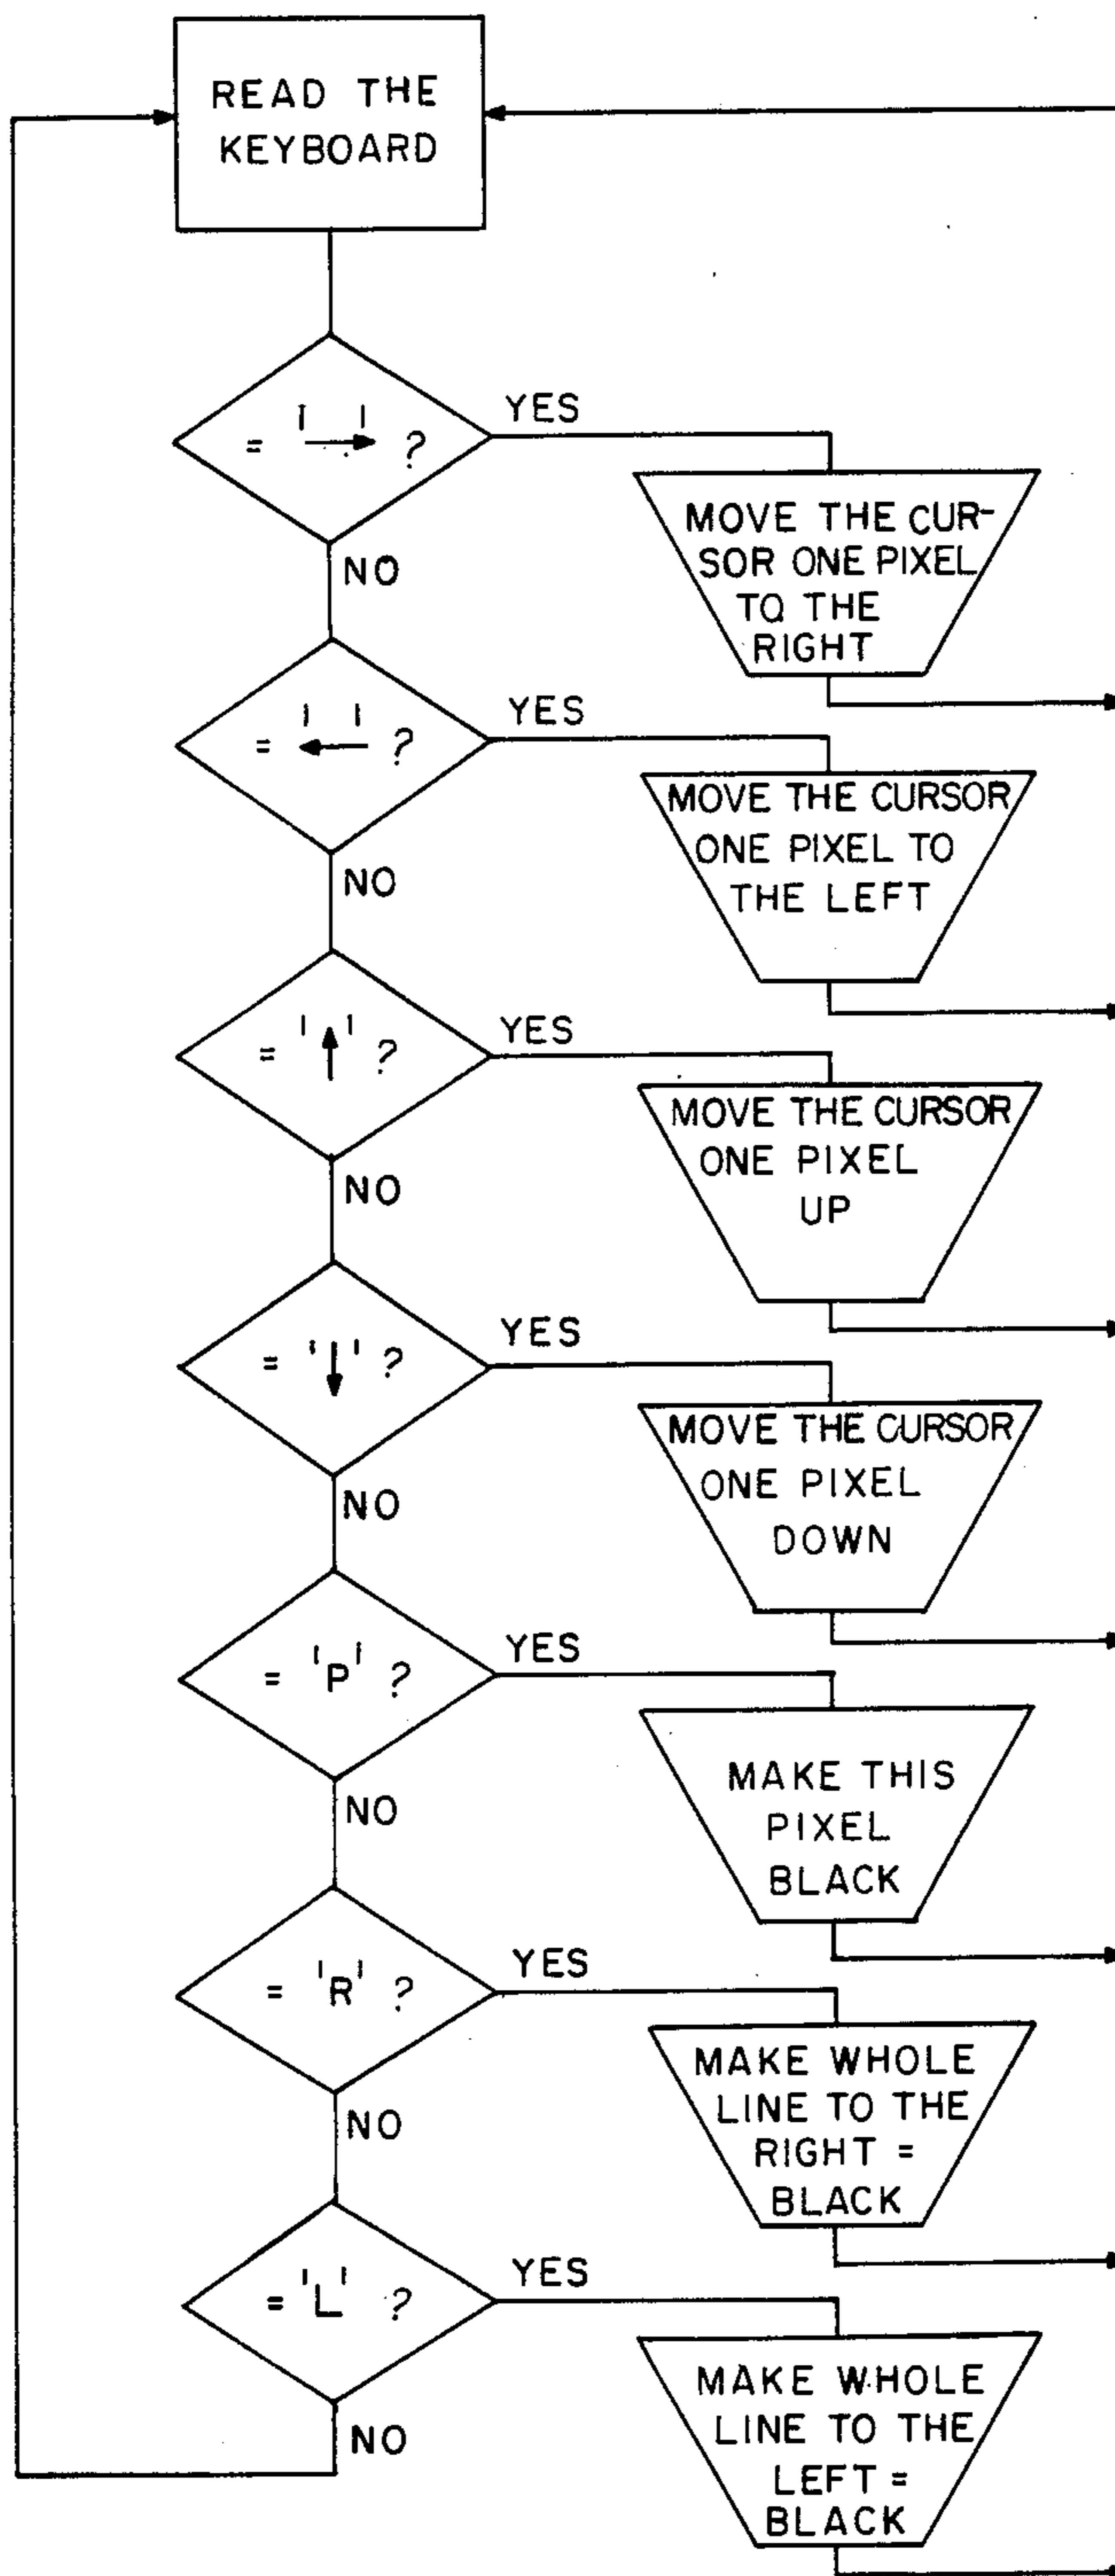 READ THE
KEYBOARD
= '→' ?
YES
MOVE THE CUR-
SOR ONE PIXEL
TO THE
RIGHT
NO
= '←' ?
YES
MOVE THE CURSOR
ONE PIXEL TO
THE LEFT
NO
= '↑' ?
YES
MOVE THE CURSOR
ONE PIXEL
UP
NO
= '↓' ?
YES
MOVE THE CURSOR
ONE PIXEL
DOWN
NO
= 'P' ?
YES
MAKE THIS
PIXEL
BLACK
NO
= 'R' ?
YES
MAKE WHOLE
LINE TO THE
RIGHT =
BLACK
NO
= 'L' ?
YES
MAKE WHOLE
LINE TO THE
LEFT =
BLACK
NO